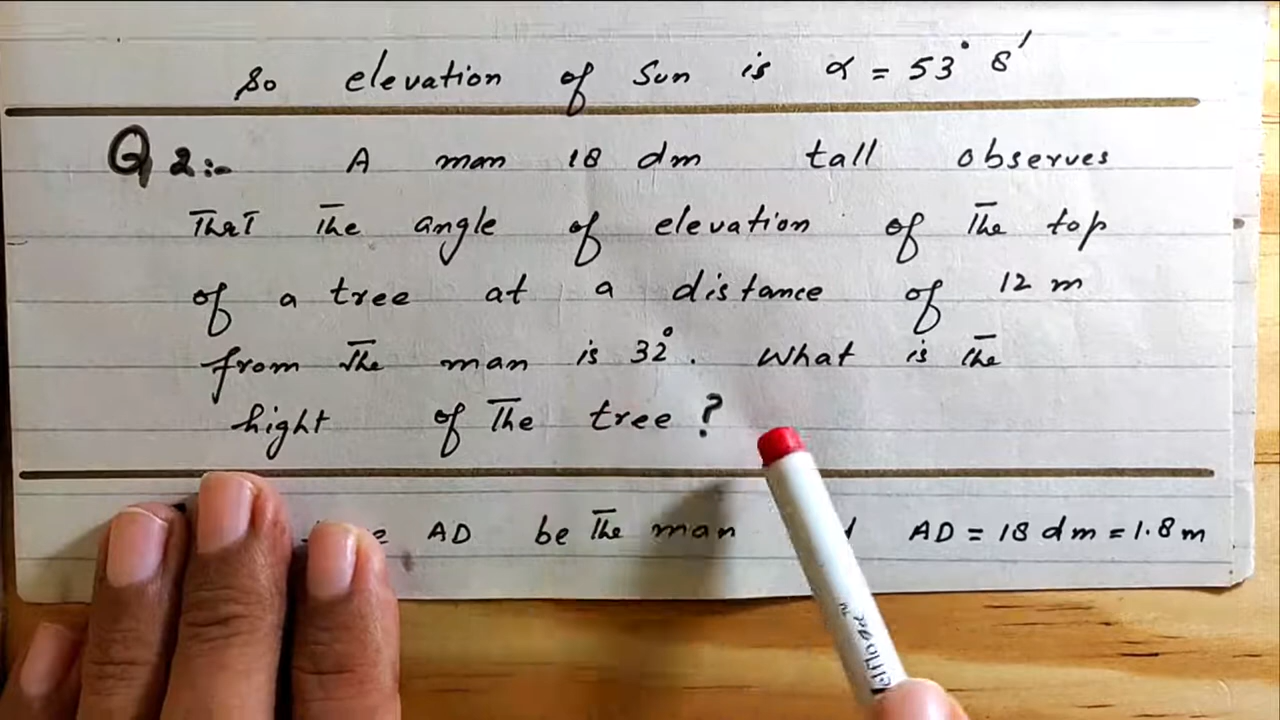 So elevation of Sun is α = 53° 8′
Q 2:- A man 18 dm tall observes
That The angle of elevation of The top
of a tree at a distance of 12 m
from The man is 32°. What is The
hight of The tree ?
AD be The man AD = 18 dm = 1.8 m